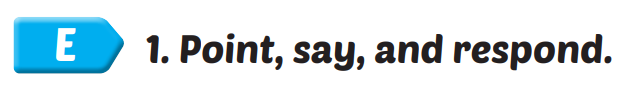 E 1. Point, say, and respond.